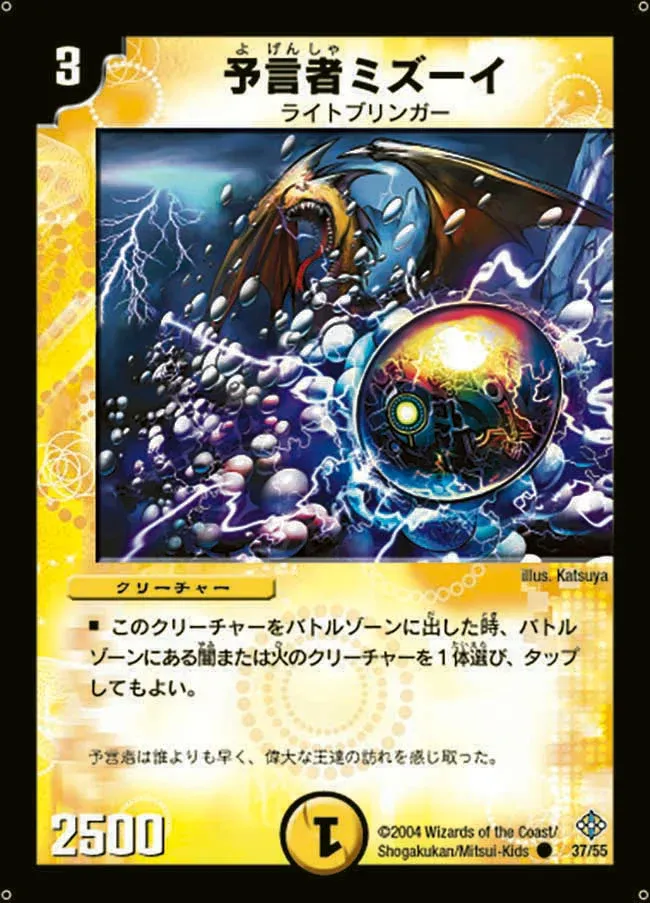 3
よげんしゃ
予言者ミズーイ
ライトブリンガー
illus. Katsuya
クリーチャー
■ このクリーチャーをバトルゾーンに出した時、バトル
ゾーンにある闇または火のクリーチャーを1体選び、タップ
してもよい。
予言者は誰よりも早く、偉大な王達の訪れを感じ取った。
2500
1
©2004 Wizards of the Coast/
Shogakukan/Mitsui-Kids ● 37/55